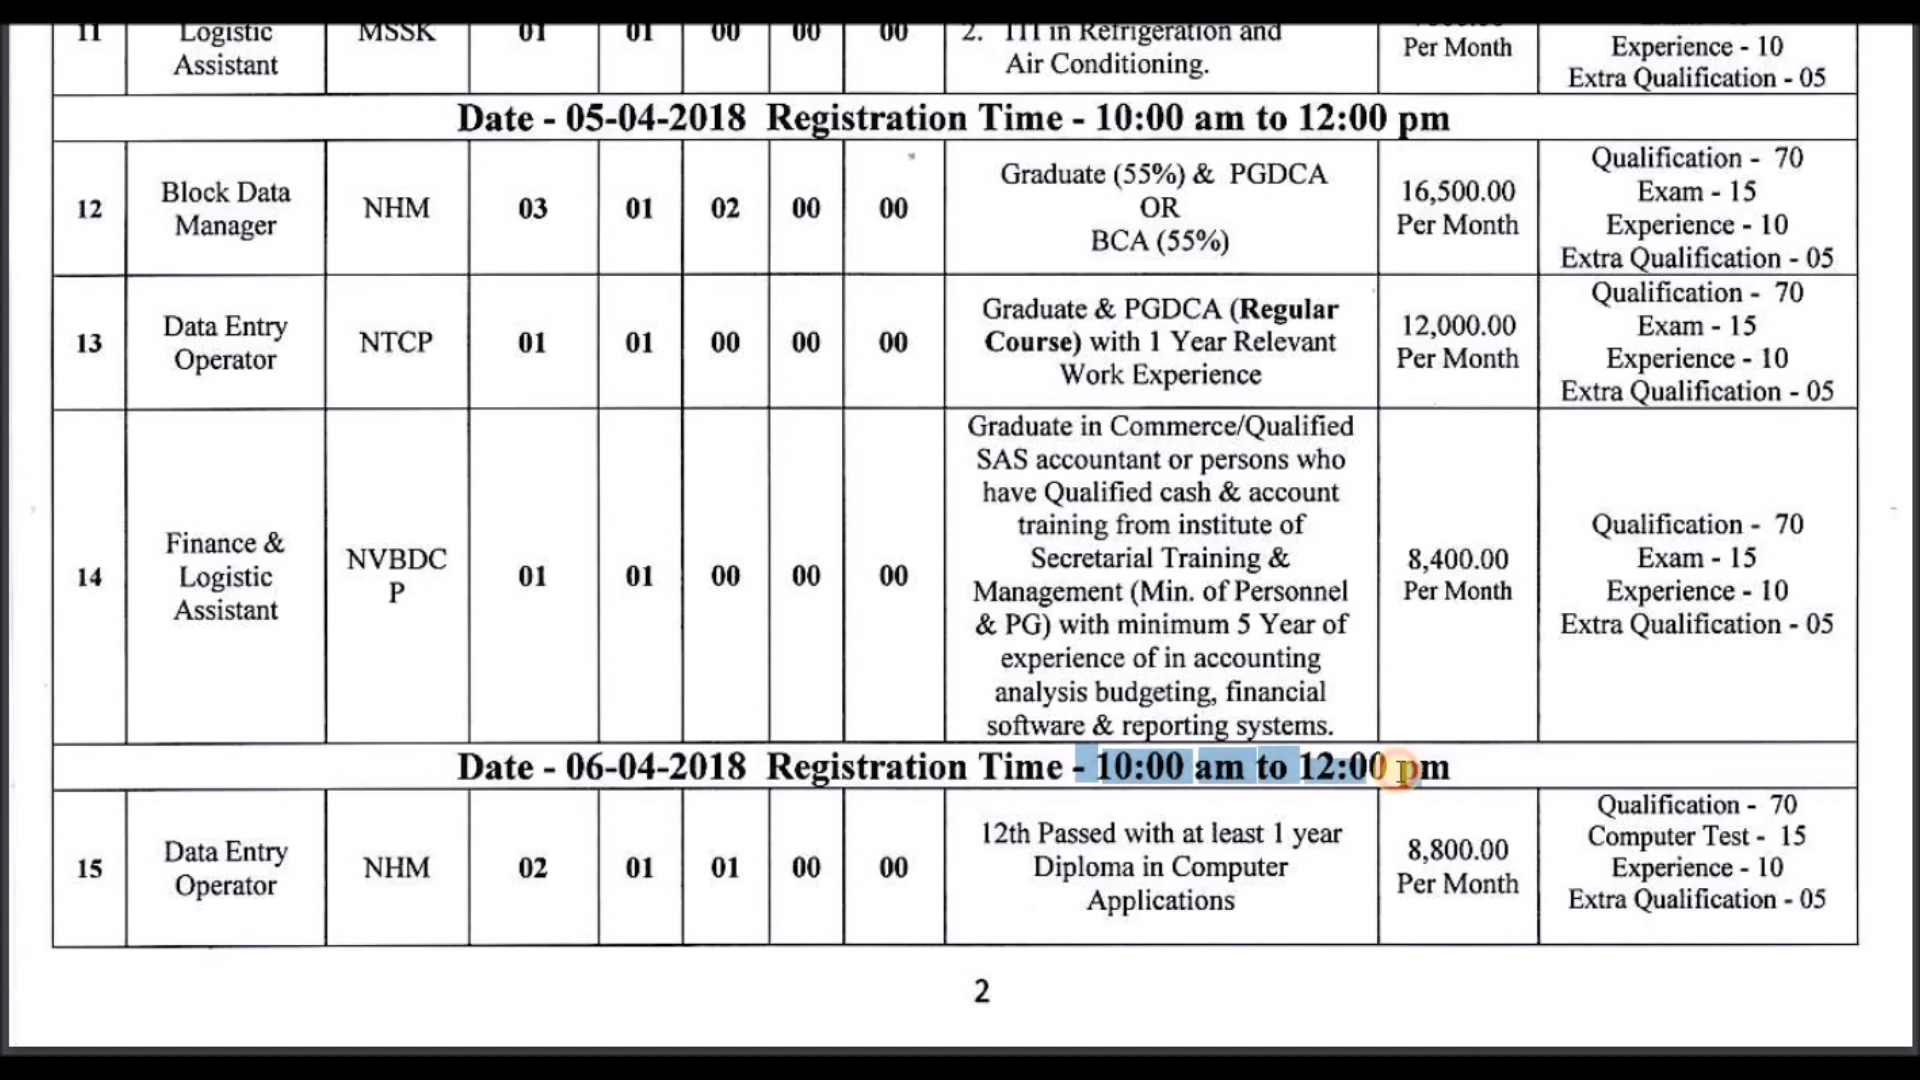 11 Logistic Assistant MSSK 01 01 00 00 00 2. ITI in Refrigeration and Air Conditioning. Per Month Experience - 10 Extra Qualification - 05
Date - 05-04-2018 Registration Time - 10:00 am to 12:00 pm
12 Block Data Manager NHM 03 01 02 00 00 Graduate (55%) & PGDCA OR BCA (55%) 16,500.00 Per Month Qualification - 70 Exam - 15 Experience - 10 Extra Qualification - 05
13 Data Entry Operator NTCP 01 01 00 00 00 Graduate & PGDCA (Regular Course) with 1 Year Relevant Work Experience 12,000.00 Per Month Qualification - 70 Exam - 15 Experience - 10 Extra Qualification - 05
14 Finance & Logistic Assistant NVBDC P 01 01 00 00 00 Graduate in Commerce/Qualified SAS accountant or persons who have Qualified cash & account training from institute of Secretarial Training & Management (Min. of Personnel & PG) with minimum 5 Year of experience of in accounting analysis budgeting, financial software & reporting systems. 8,400.00 Per Month Qualification - 70 Exam - 15 Experience - 10 Extra Qualification - 05
Date - 06-04-2018 Registration Time - 10:00 am to 12:00 pm
15 Data Entry Operator NHM 02 01 01 00 00 12th Passed with at least 1 year Diploma in Computer Applications 8,800.00 Per Month Qualification - 70 Computer Test - 15 Experience - 10 Extra Qualification - 05
2